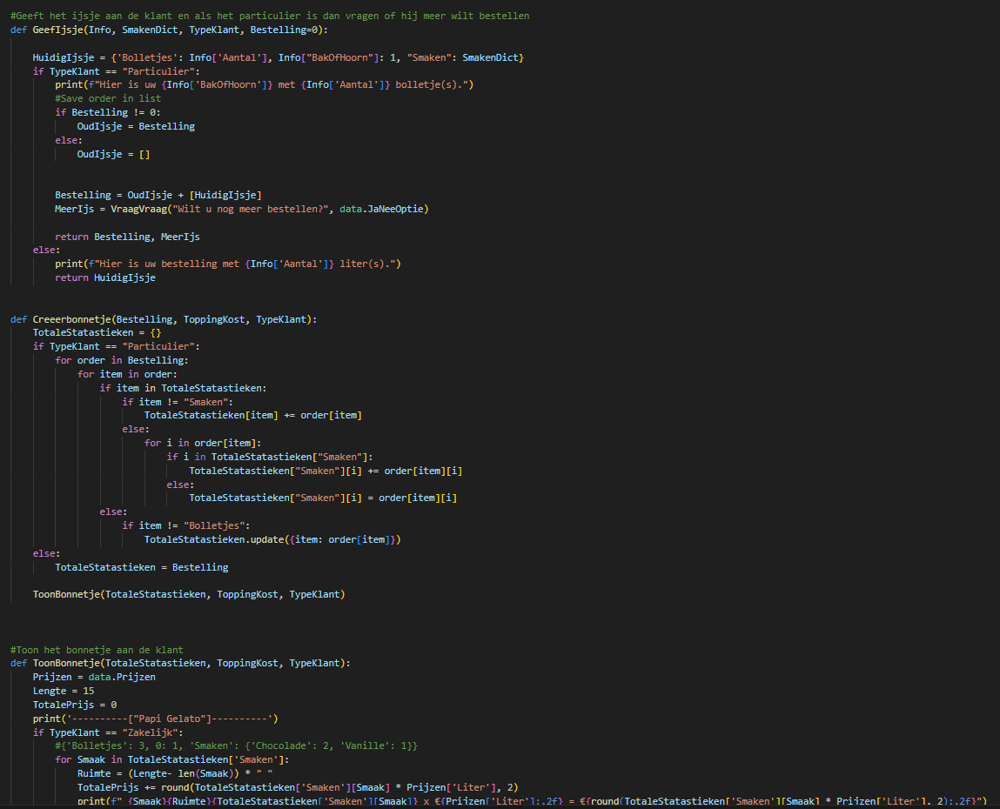 #Geeft het ijsje aan de klant en als het particulier is dan vragen of hij meer wilt bestellen
def GeefIjsje(Info, SmakenDict, TypeKlant, Bestelling=0):
HuidigIjsje = {'Bolletjes': Info['Aantal'], Info["BakOfHoorn"]: 1, "Smaken": SmakenDict}
if TypeKlant == "Particulier":
print(f"Hier is uw {Info['BakOfHoorn']} met {Info['Aantal']} bolletje(s).")
#Save order in list
if Bestelling != 0:
OudIjsje = Bestelling
else:
OudIjsje = []
Bestelling = OudIjsje + [HuidigIjsje]
MeerIjs = VraagVraag("Wilt u nog meer bestellen?", data.JaNeeOptie)
return Bestelling, MeerIjs
else:
print(f"Hier is uw bestelling met {Info['Aantal']} liter(s).")
return HuidigIjsje
def Creeerbonnetje(Bestelling, ToppingKost, TypeKlant):
TotaleStatastieken = {}
if TypeKlant == "Particulier":
for order in Bestelling:
for item in order:
if item in TotaleStatastieken:
if item != "Smaken":
TotaleStatastieken[item] += order[item]
else:
for i in order[item]:
if i in TotaleStatastieken["Smaken"]:
TotaleStatastieken["Smaken"][i] += order[item][i]
else:
TotaleStatastieken["Smaken"][i] = order[item][i]
else:
if item != "Bolletjes":
TotaleStatastieken.update({item: order[item]})
else:
TotaleStatastieken = Bestelling
ToonBonnetje(TotaleStatastieken, ToppingKost, TypeKlant)
#Toon het bonnetje aan de klant
def ToonBonnetje(TotaleStatastieken, ToppingKost, TypeKlant):
Prijzen = data.Prijzen
Lengte = 15
TotalePrijs = 0
print('----------["Papi Gelato"]----------')
if TypeKlant == "Zakelijk":
#{'Bolletjes': 3, 0: 1, 'Smaken': {'Chocolade': 2, 'Vanille': 1}}
for Smaak in TotaleStatastieken['Smaken']:
Ruimte = (Lengte- len(Smaak)) * " "
TotalePrijs += round(TotaleStatastieken['Smaken'][Smaak] * Prijzen['Liter'], 2)
print(f" {Smaak}{Ruimte}{TotaleStatastieken['Smaken'][Smaak]} x €{Prijzen['Liter']:.2f} = €{round(TotaleStatastieken['Smaken'][Smaak] * Prijzen['Liter'], 2):.2f}")